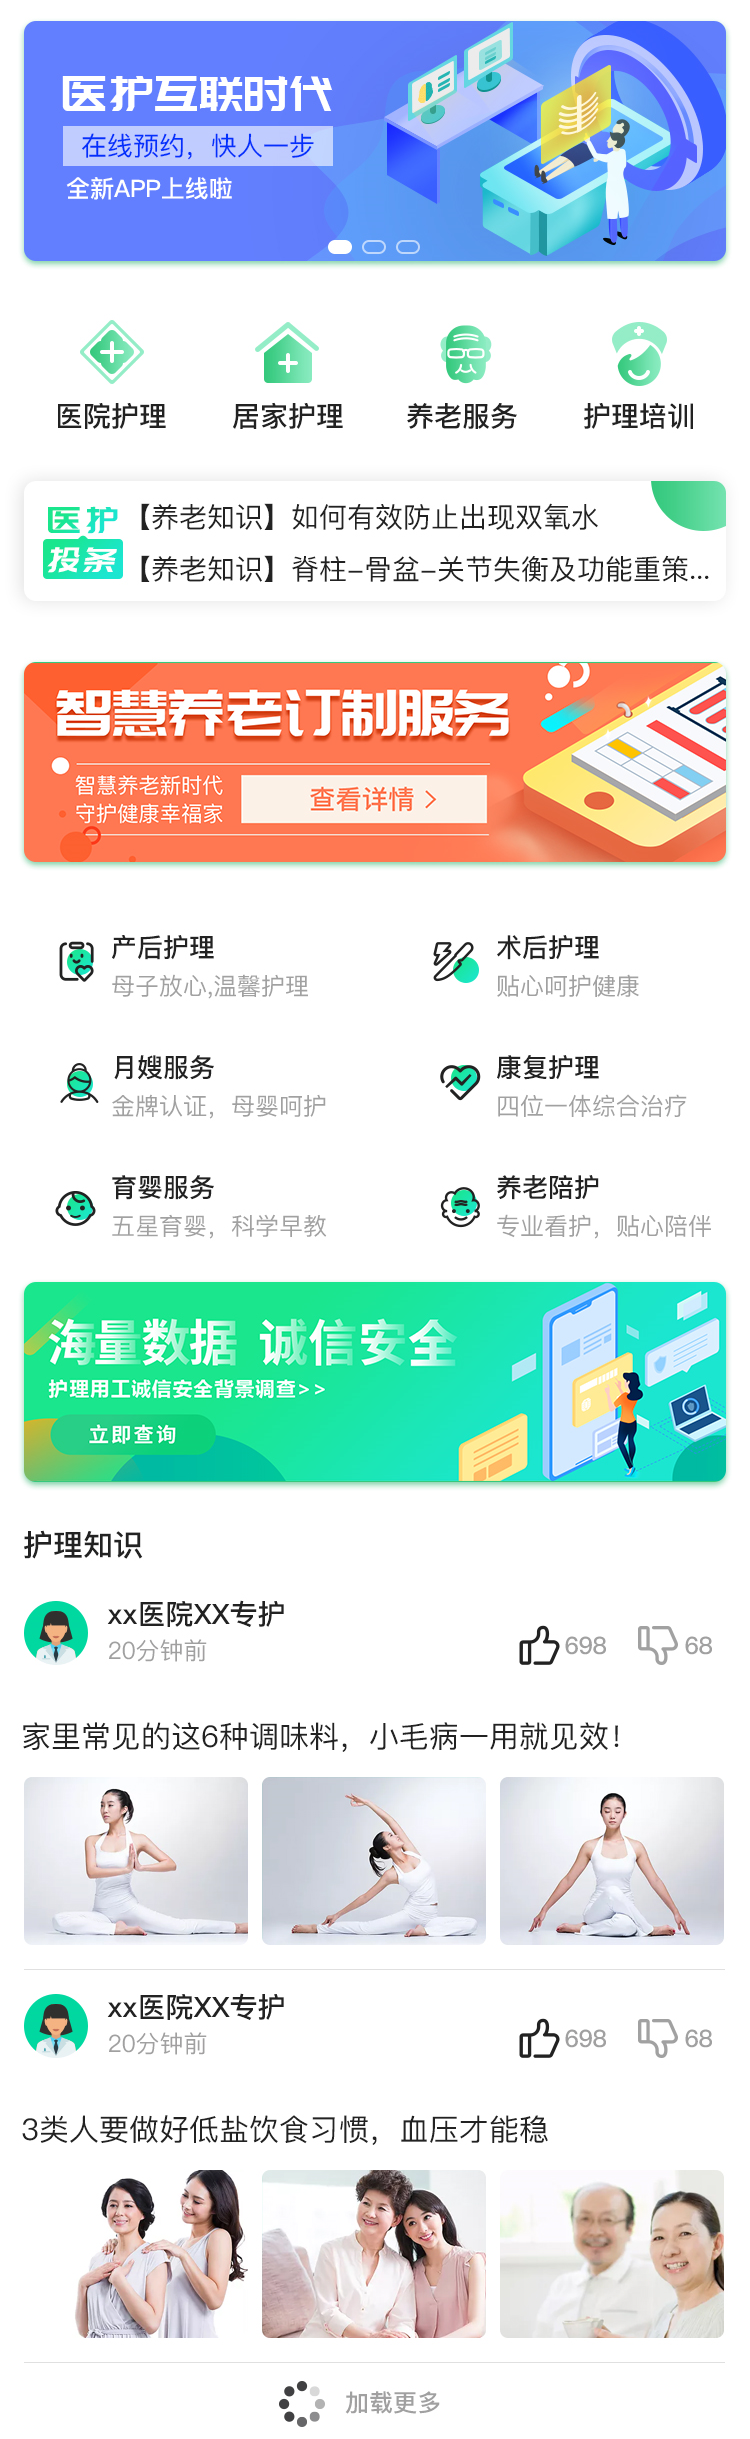 医护互联时代
在线预约，快人一步
全新APP上线啦
医院护理
居家护理
养老服务
护理培训
医护
投条
【养老知识】如何有效防止出现双氧水
【养老知识】脊柱-骨盆-关节失衡及功能重策...
智慧养老订制服务
智慧养老新时代
守护健康幸福家
查看详情 >
产后护理
母子放心,温馨护理
术后护理
贴心呵护健康
月嫂服务
金牌认证，母婴呵护
康复护理
四位一体综合治疗
育婴服务
五星育婴，科学早教
养老陪护
专业看护，贴心陪伴
海量数据 诚信安全
护理用工诚信安全背景调查>>
立即查询
护理知识
xx医院XX专护
20分钟前
698
68
家里常见的这6种调味料，小毛病一用就见效！
xx医院XX专护
20分钟前
698
68
3类人要做好低盐饮食习惯，血压才能稳
加载更多